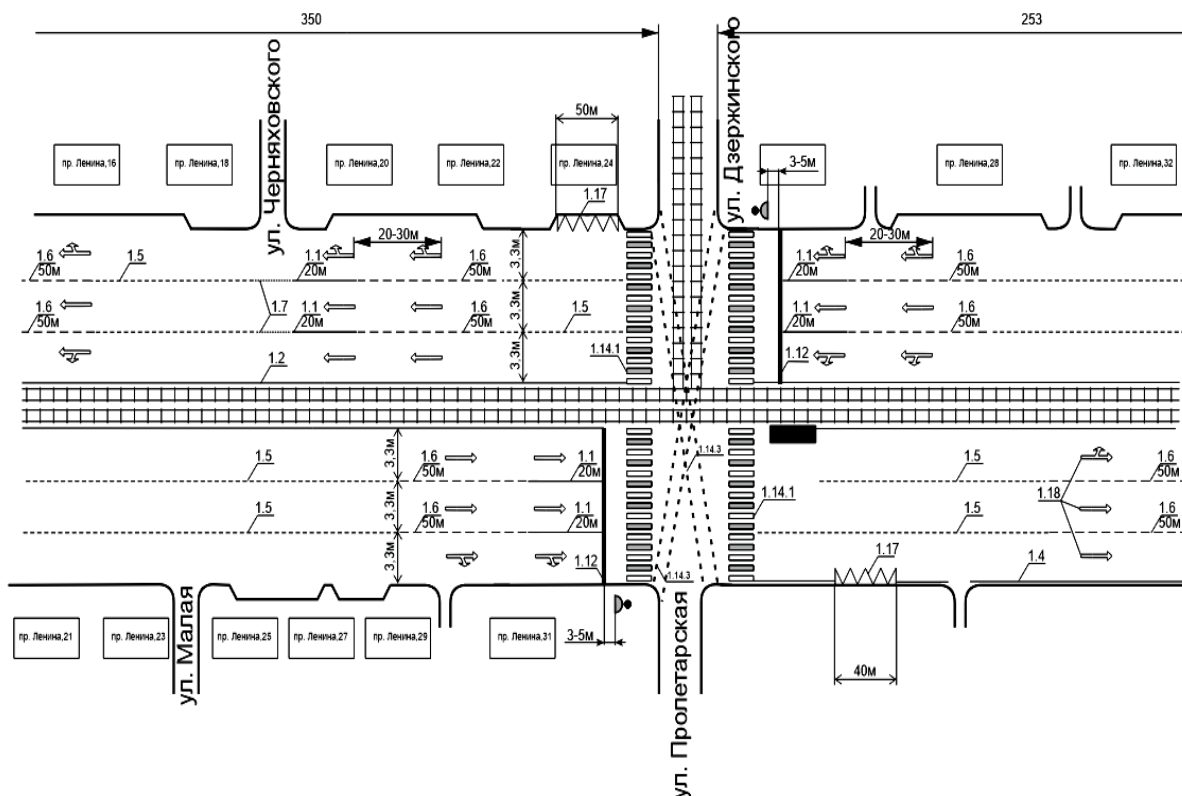 350
253
ул. Черняховского
ул. Дзержинского
50м
3-5м
пр. Ленина,16
пр. Ленина,18
пр. Ленина,20
пр. Ленина,22
пр. Ленина,24
пр. Ленина,28
пр. Ленина,32
1.17
20-30м
20-30м
3,3м
1.6
50м
1.5
1.1
20м
1.6
50м
1.1
20м
1.6
50м
3,3м
1.6
50м
1.7
1.1
20м
1.6
50м
1.5
1.1
20м
1.6
50м
3,3м
1.2
1.14.1
1.12
3,3м
1.5
1.6
50м
1.1
20м
1.14.3
1.5
1.6
50м
3,3м
1.5
1.6
50м
1.1
20м
1.14.1
1.18
1.5
1.6
50м
3,3м
1.12
1.14.3
1.17
1.4
пр. Ленина,21
пр. Ленина,23
пр. Ленина,25
пр. Ленина,27
пр. Ленина,29
пр. Ленина,31
3-5м
40м
ул. Малая
ул. Пролетарская